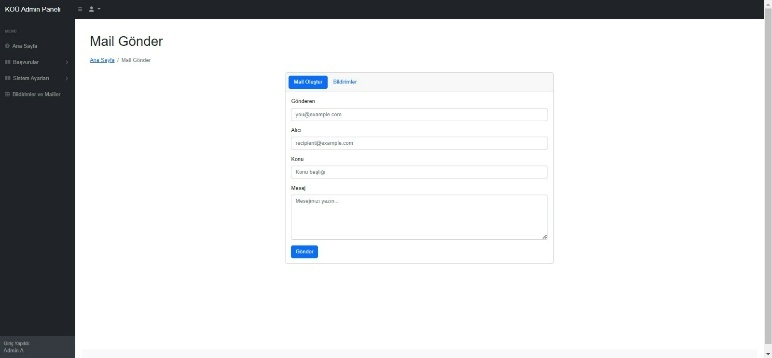 KOÜ Admin Paneli
MENÜ
Ana Sayfa
Başvurular
Sistem Ayarları
Bildirimler ve Mailler
Mail Gönder
Ana Sayfa / Mail Gönder
Mail Oluştur Bildirimler
Gönderen
you@example.com
Alıcı
recipient@example.com
Konu
Konu başlığı
Mesaj
Mesajınızı yazın...
Gönder
Giriş Yapıldı:
Admin A